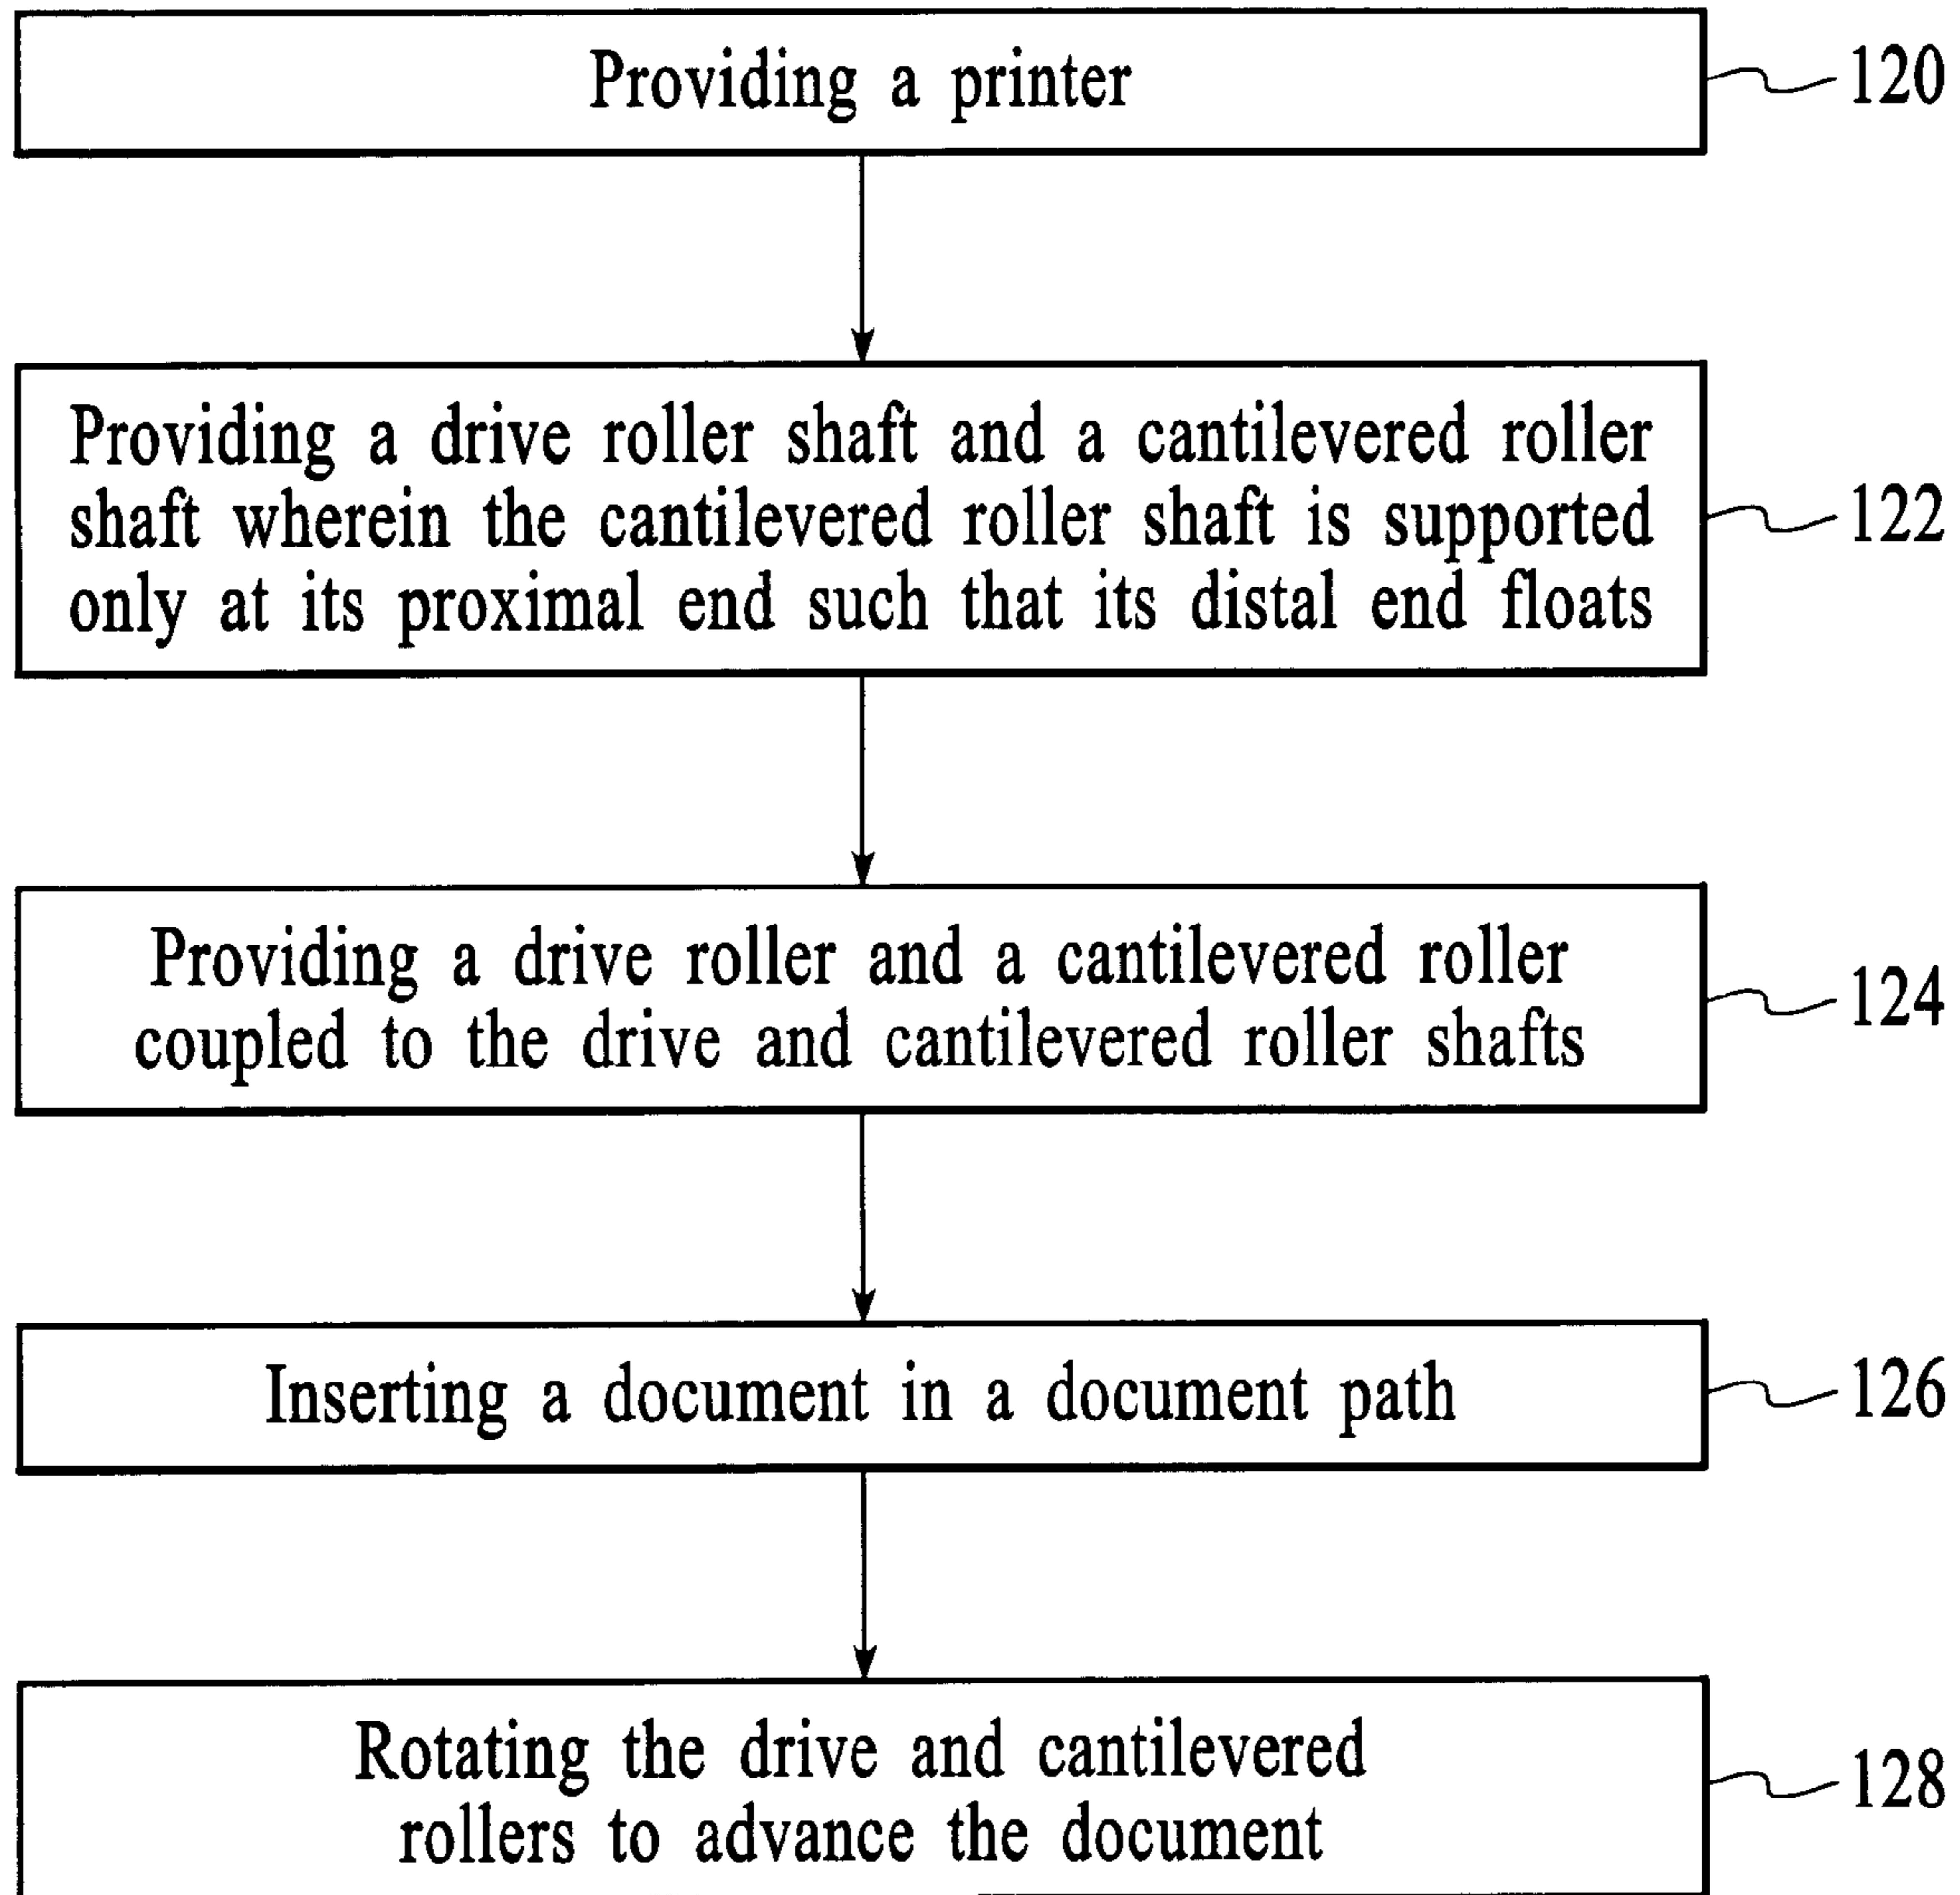 Providing a printer
120
Providing a drive roller shaft and a cantilevered roller
shaft wherein the cantilevered roller shaft is supported
only at its proximal end such that its distal end floats
122
Providing a drive roller and a cantilevered roller
coupled to the drive and cantilevered roller shafts
124
Inserting a document in a document path
126
Rotating the drive and cantilevered
rollers to advance the document
128